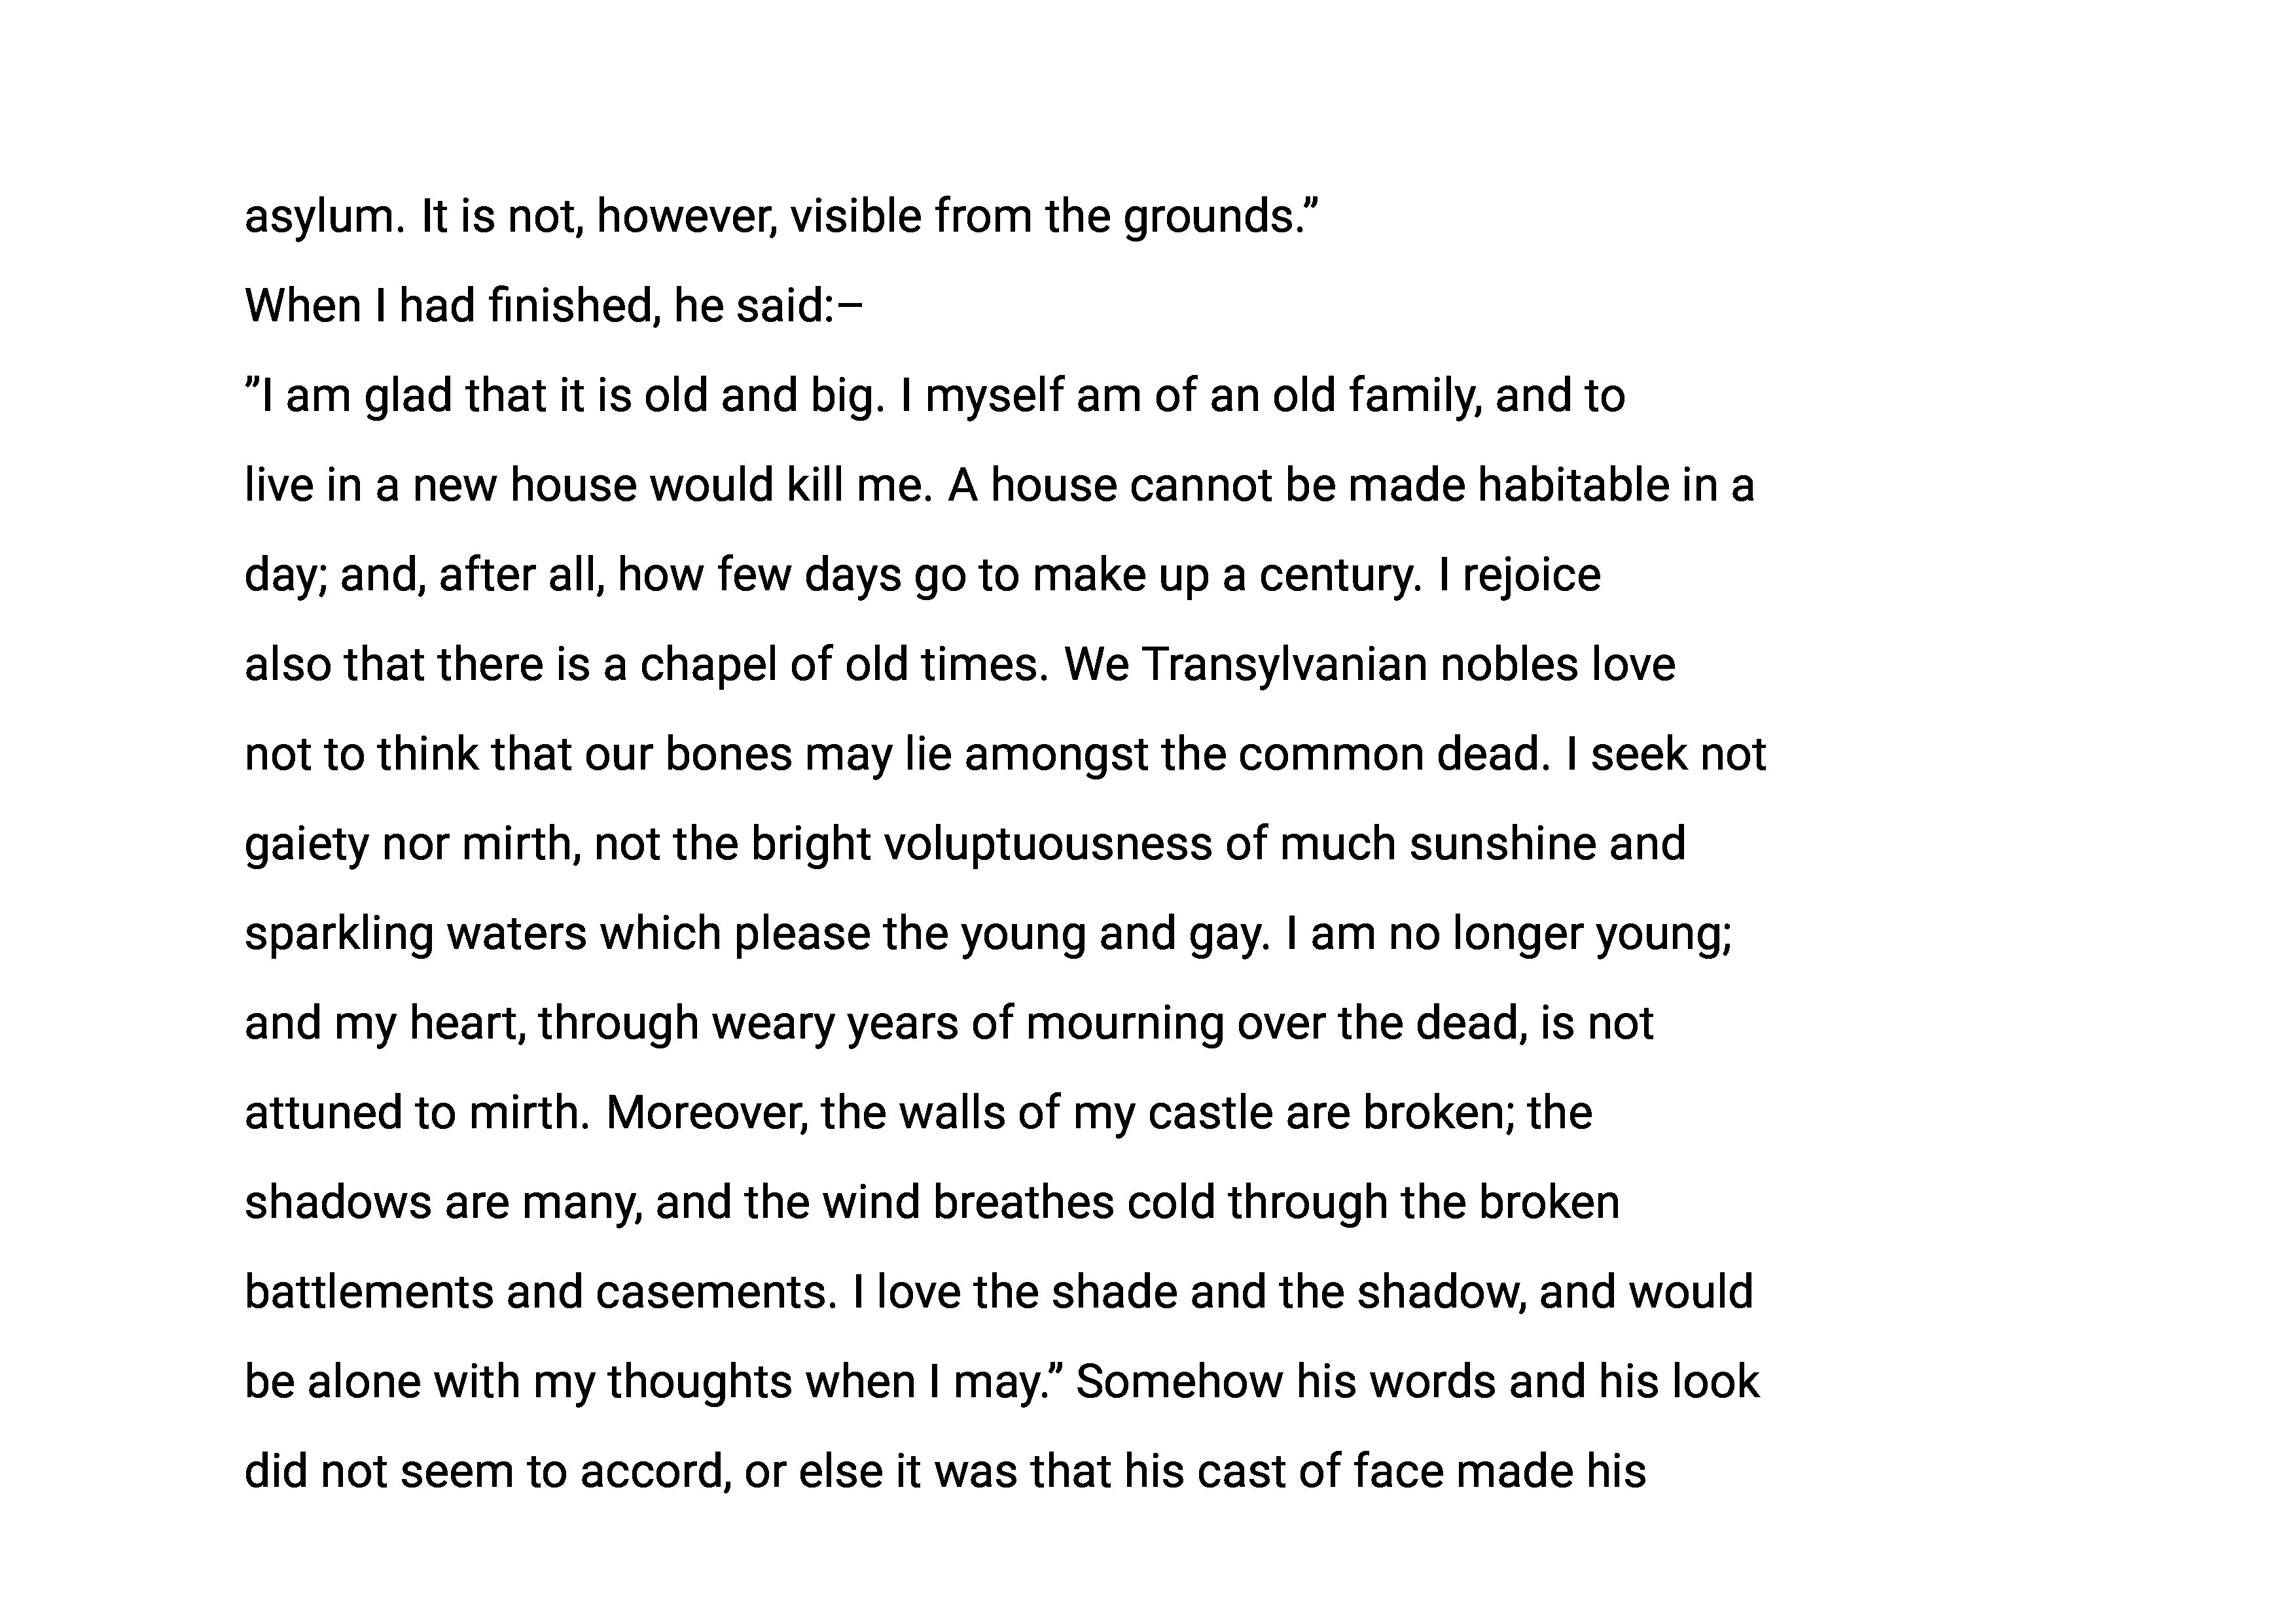 asylum. It is not, however, visible from the grounds.”
When I had finished, he said:–
”I am glad that it is old and big. I myself am of an old family, and to
live in a new house would kill me. A house cannot be made habitable in a
day; and, after all, how few days go to make up a century. I rejoice
also that there is a chapel of old times. We Transylvanian nobles love
not to think that our bones may lie amongst the common dead. I seek not
gaiety nor mirth, not the bright voluptuousness of much sunshine and
sparkling waters which please the young and gay. I am no longer young;
and my heart, through weary years of mourning over the dead, is not
attuned to mirth. Moreover, the walls of my castle are broken; the
shadows are many, and the wind breathes cold through the broken
battlements and casements. I love the shade and the shadow, and would
be alone with my thoughts when I may.” Somehow his words and his look
did not seem to accord, or else it was that his cast of face made his